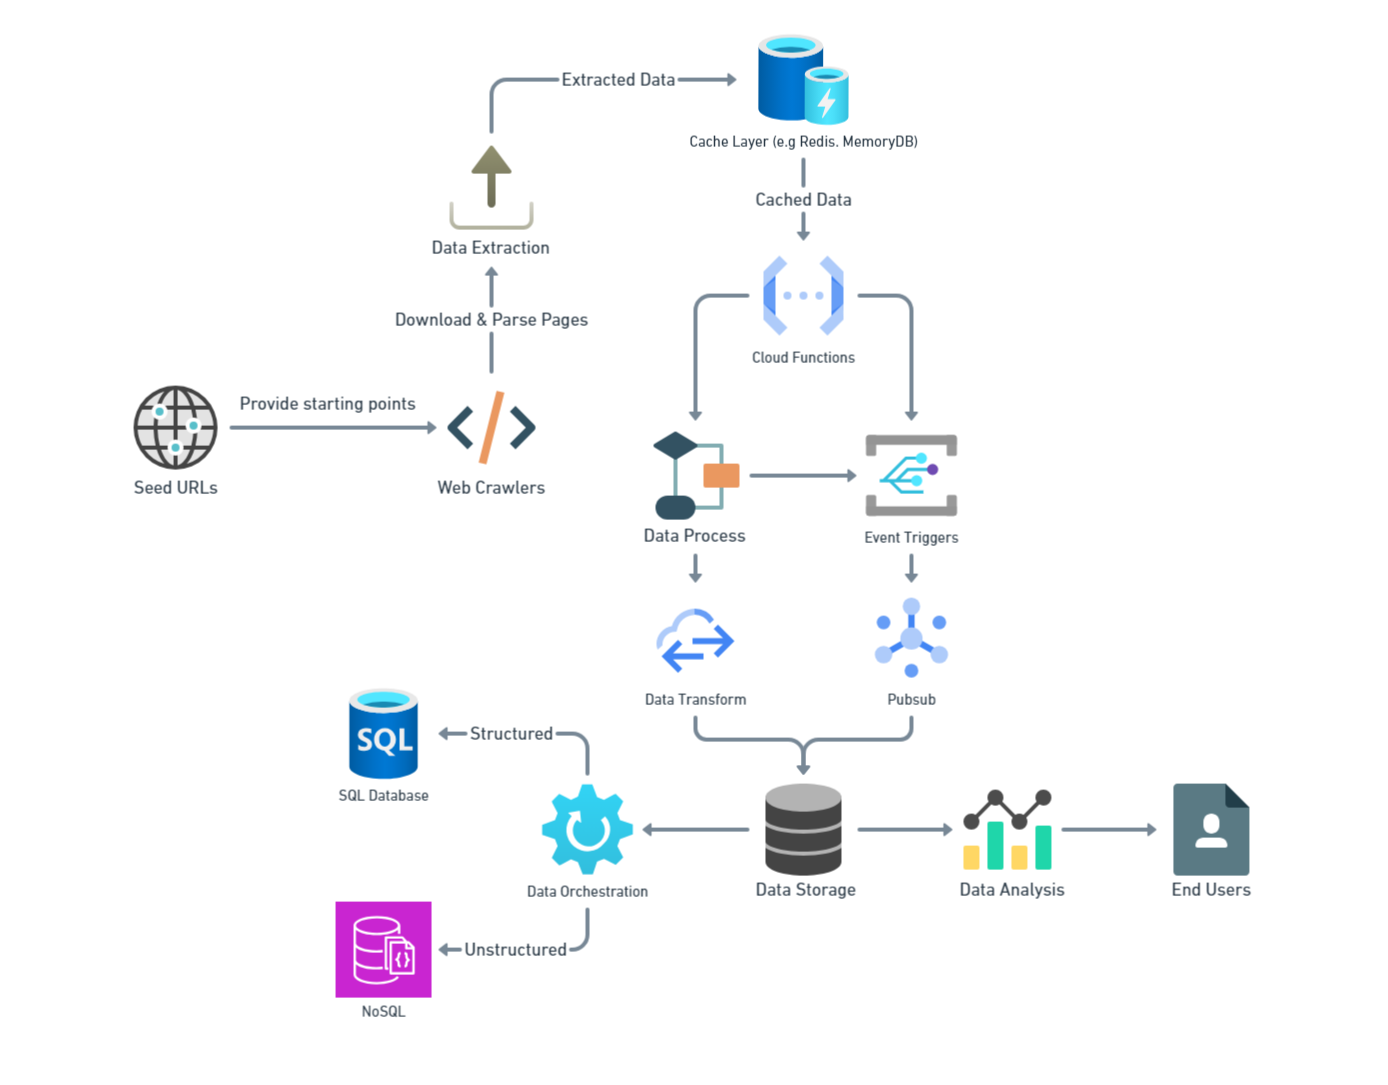 Extracted Data
Cache Layer (e.g Redis. MemoryDB)
Cached Data
Data Extraction
Download & Parse Pages
Cloud Functions
Provide starting points
Seed URLs
Web Crawlers
Data Process
Event Triggers
Data Transform
Pubsub
Structured
SQL
SQL Database
Data Orchestration
Data Storage
Data Analysis
End Users
Unstructured
{}
NoSQL